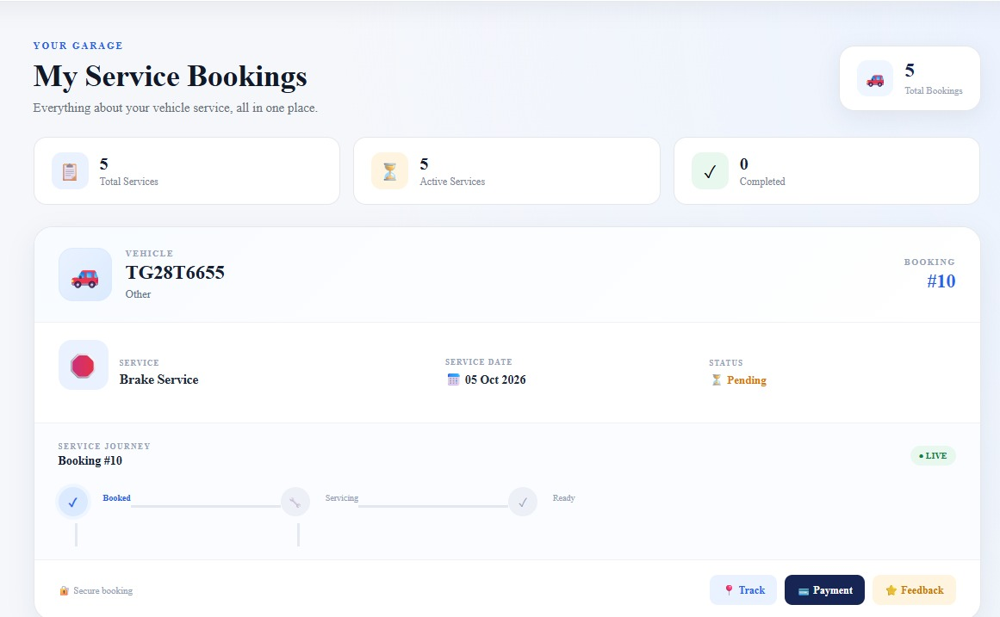 YOUR GARAGE
My Service Bookings
Everything about your vehicle service, all in one place.
5
Total Bookings
5
Total Services
5
Active Services
0
Completed
VEHICLE
TG28T6655
Other
BOOKING
#10
SERVICE
Brake Service
SERVICE DATE
05 Oct 2026
STATUS
Pending
SERVICE JOURNEY
Booking #10
• LIVE
Booked
Servicing
Ready
Secure booking
Track
Payment
Feedback